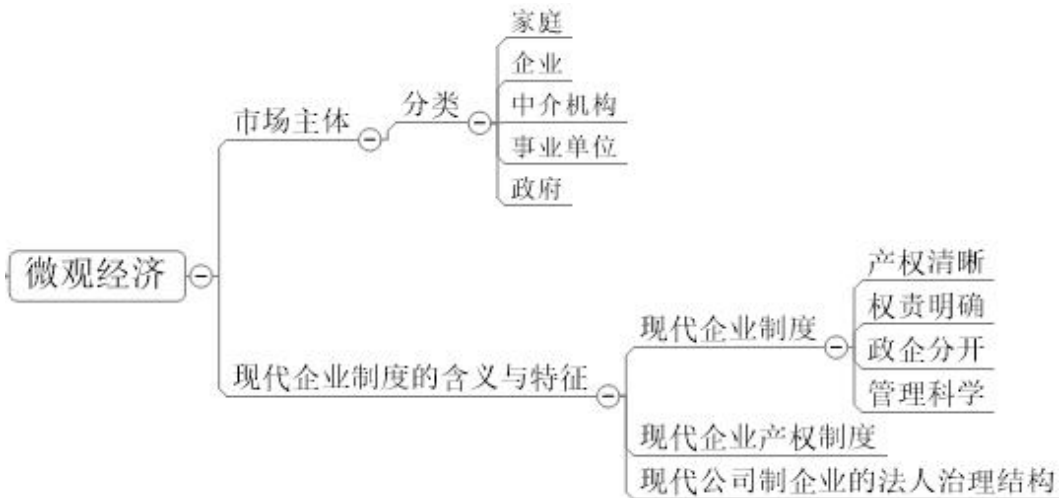 微观经济
市场主体
分类
家庭
企业
中介机构
事业单位
政府
现代企业制度的含义与特征
现代企业制度
产权清晰
权责明确
政企分开
管理科学
现代企业产权制度
现代公司制企业的法人治理结构